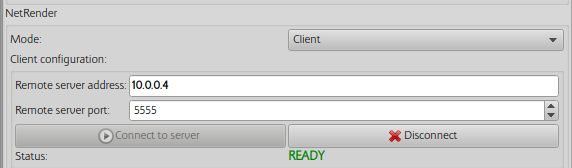 NetRender
Mode: Client
Client configuration:
Remote server address: 10.0.0.4
Remote server port: 5555
Connect to server Disconnect
Status: READY